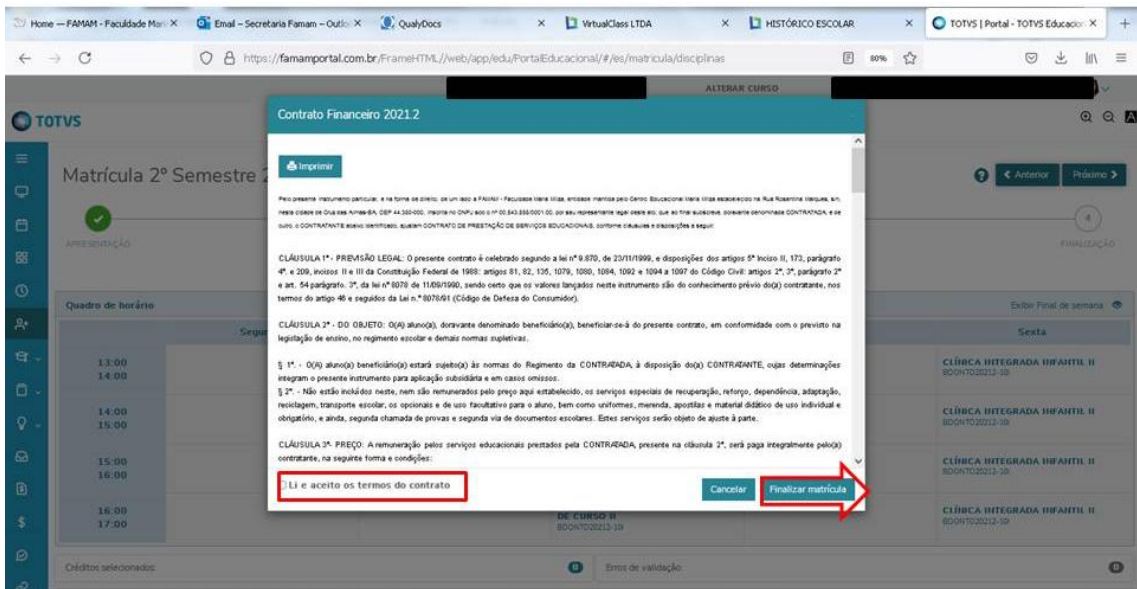 Home — FAMAM - Faculdade Mari
Email – Secretaria Famam – Outlo
QualyDocs
VirtualClass LTDA
HISTÓRICO ESCOLAR
TOTVS | Portal - TOTVS Educacion
https://famamportal.com.br/FrameHTML//web/app/edu/PortalEducacional/#/es/matricula/disciplinas
80%
ALTERAR CURSO
TOTVS
Contrato Financeiro 2021.2
Matrícula 2º Semestre 2
Anterior
Próximo
Imprimir
APRESENTAÇÃO
4
FINALIZAÇÃO
CLÁUSULA 1ª - PREVISÃO LEGAL: O presente contrato é celebrado segundo a lei nº 9.870, de 23/11/1999, e disposições dos artigos 5º inciso II, 173, parágrafo
4º, e 209, incisos II e III da Constituição Federal de 1988: artigos 81, 82, 135, 1079, 1080, 1084, 1092 e 1094 a 1097 do Código Civil: artigos 2º, 3º, parágrafo 2º
e art. 54 parágrafo. 3º, da lei nº 8078 de 11/09/1990, sendo certo que os valores lançados neste instrumento são do conhecimento prévio do(a) contratante, nos
termos do artigo 46 e seguidos da Lei n.º 8078/91 (Código de Defesa do Consumidor).
CLÁUSULA 2ª - DO OBJETO: O(A) aluno(a), doravante denominado beneficiário(a), beneficiar-se-á do presente contrato, em conformidade com o previsto na
legislação de ensino, no regimento escolar e demais normas supletivas.
§ 1º. - O(A) aluno(a) beneficiário(a) estará sujeito(a) às normas do Regimento da CONTRATADA, à disposição do(a) CONTRATANTE, cujas determinações
integram o presente instrumento para aplicação subsidiária e em casos omissos.
§ 2º. - Não estão incluídos neste, nem são remunerados pelo preço aqui estabelecido, os serviços especiais de recuperação, reforço, dependência, adaptação,
reciclagem, transporte escolar, os opcionais e de uso facultativo para o aluno, bem como uniformes, merenda, apostilas e material didático de uso individual e
obrigatório, e ainda, segunda chamada de provas e segunda via de documentos escolares. Estes serviços serão objeto de ajuste à parte.
CLÁUSULA 3ª- PREÇO: A remuneração pelos serviços educacionais prestados pela CONTRATADA, presente na cláusula 2ª, será paga integralmente pelo(a)
contratante, na seguinte forma e condições:
Li e aceito os termos do contrato
Cancelar
Finalizar matrícula
Quadro de horário
Exibir Final de semana
Segun
Sexta
13:00
14:00
CLÍNICA INTEGRADA INFANTIL II
14:00
15:00
CLÍNICA INTEGRADA INFANTIL II
15:00
16:00
CLÍNICA INTEGRADA INFANTIL II
16:00
17:00
DE CURSO II
CLÍNICA INTEGRADA INFANTIL II
Créditos selecionados:
0
Erros de validação:
0